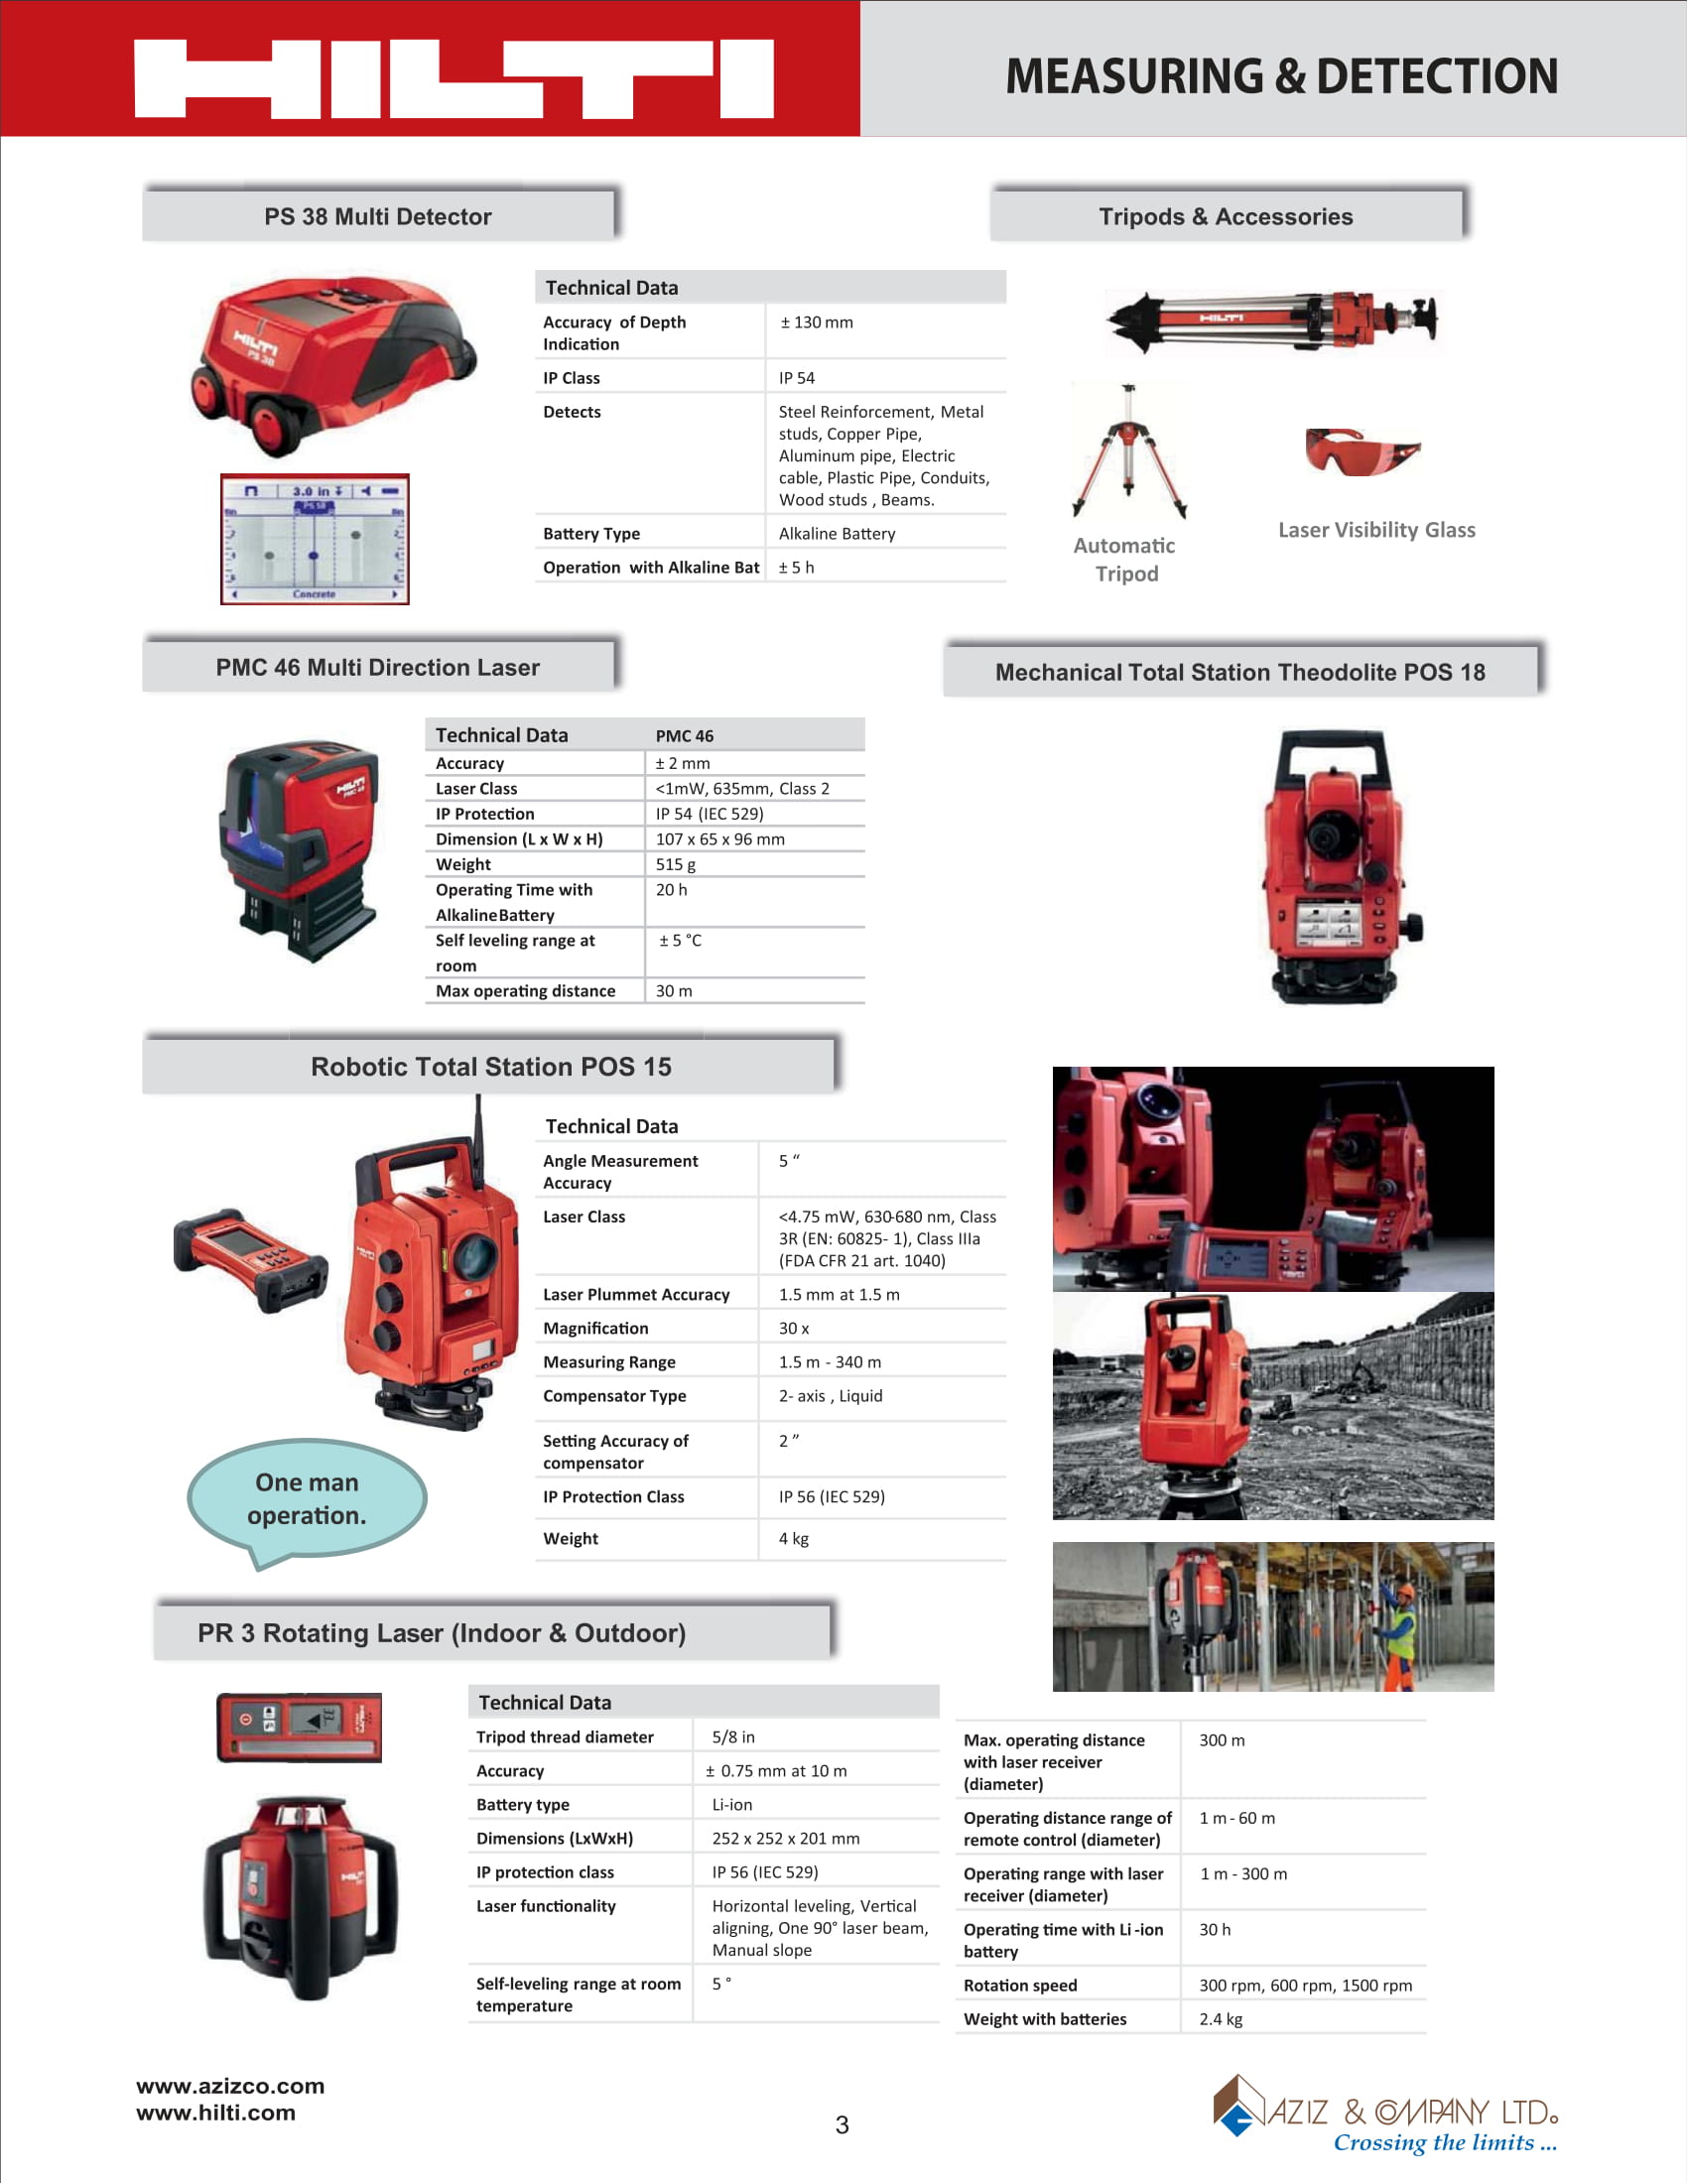 HILTI
MEASURING & DETECTION
PS 38 Multi Detector
HILTI
PS 38
3.0 in
Concrete
Technical Data
Accuracy of Depth
Indication
± 130 mm
IP Class
IP 54
Detects
Steel Reinforcement, Metal
studs, Copper Pipe,
Aluminum pipe, Electric
cable, Plastic Pipe, Conduits,
Wood studs , Beams.
Battery Type
Alkaline Battery
Operation with Alkaline Bat
± 5 h
Tripods & Accessories
HILTI
Automatic
Tripod
Laser Visibility Glass
PMC 46 Multi Direction Laser
HILTI
PMC 46
Technical Data PMC 46
Accuracy
± 2 mm
Laser Class
<1mW, 635mm, Class 2
IP Protection
IP 54 (IEC 529)
Dimension (L x W x H)
107 x 65 x 96 mm
Weight
515 g
Operating Time with
AlkalineBattery
20 h
Self leveling range at
room
± 5 °C
Max operating distance
30 m
Mechanical Total Station Theodolite POS 18
Robotic Total Station POS 15
HILTI
One man
operation.
Technical Data
Angle Measurement
Accuracy
5 “
Laser Class
<4.75 mW, 630-680 nm, Class
3R (EN: 60825- 1), Class IIIa
(FDA CFR 21 art. 1040)
Laser Plummet Accuracy
1.5 mm at 1.5 m
Magnification
30 x
Measuring Range
1.5 m - 340 m
Compensator Type
2- axis , Liquid
Setting Accuracy of
compensator
2 ”
IP Protection Class
IP 56 (IEC 529)
Weight
4 kg
HILTI
PR 3 Rotating Laser (Indoor & Outdoor)
HILTI
Technical Data
Tripod thread diameter
5/8 in
Accuracy
± 0.75 mm at 10 m
Battery type
Li-ion
Dimensions (LxWxH)
252 x 252 x 201 mm
IP protection class
IP 56 (IEC 529)
Laser functionality
Horizontal leveling, Vertical
aligning, One 90° laser beam,
Manual slope
Self-leveling range at room
temperature
5 °
Max. operating distance
with laser receiver
(diameter)
300 m
Operating distance range of
remote control (diameter)
1 m - 60 m
Operating range with laser
receiver (diameter)
1 m - 300 m
Operating time with Li -ion
battery
30 h
Rotation speed
300 rpm, 600 rpm, 1500 rpm
Weight with batteries
2.4 kg
www.azizco.com
www.hilti.com
3
AZIZ & COMPANY LTD.
Crossing the limits ...